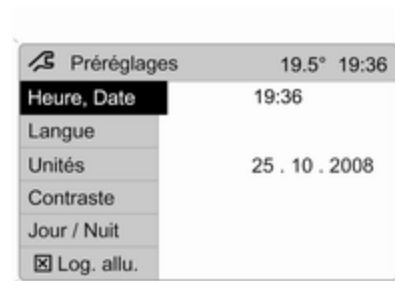 Préréglages 19.5° 19:36
Heure, Date 19:36
Langue
Unités 25 . 10 . 2008
Contraste
Jour / Nuit
☒ Log. allu.